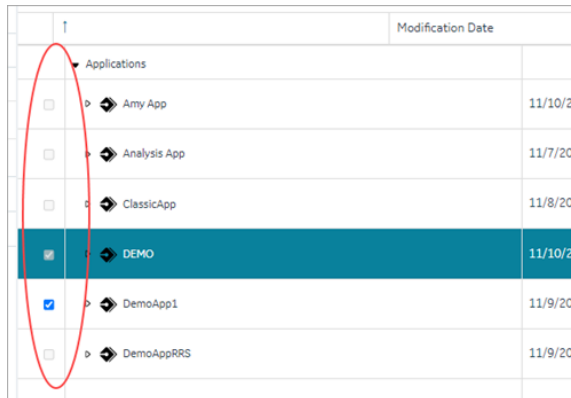 Modification Date
Applications
Amy App 11/10/2
Analysis App 11/7/20
ClassicApp 11/8/20
DEMO 11/10/2
DemoApp1 11/9/20
DemoAppRRS 11/9/20